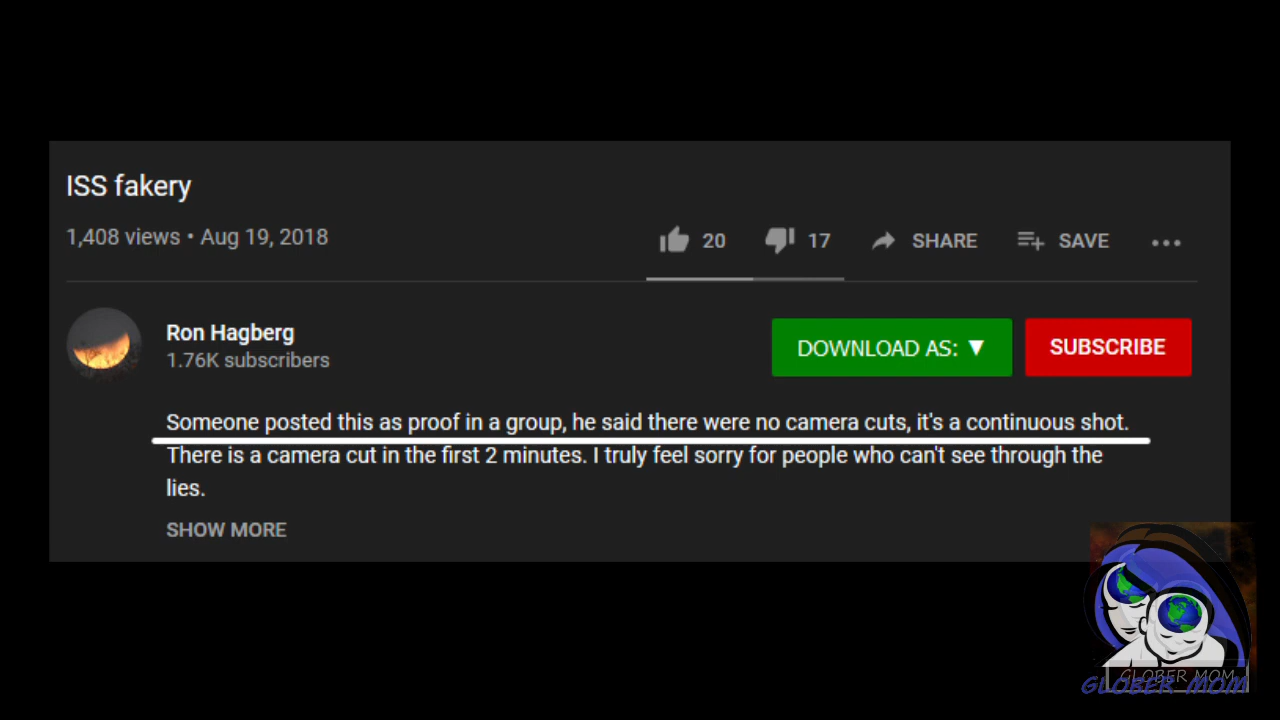 ISS fakery
1,408 views • Aug 19, 2018
20
17
SHARE
SAVE
Ron Hagberg
1.76K subscribers
DOWNLOAD AS: ▼
SUBSCRIBE
Someone posted this as proof in a group, he said there were no camera cuts, it's a continuous shot.
There is a camera cut in the first 2 minutes. I truly feel sorry for people who can't see through the
lies.
SHOW MORE
GLOBER MOM
GLOBER MOM